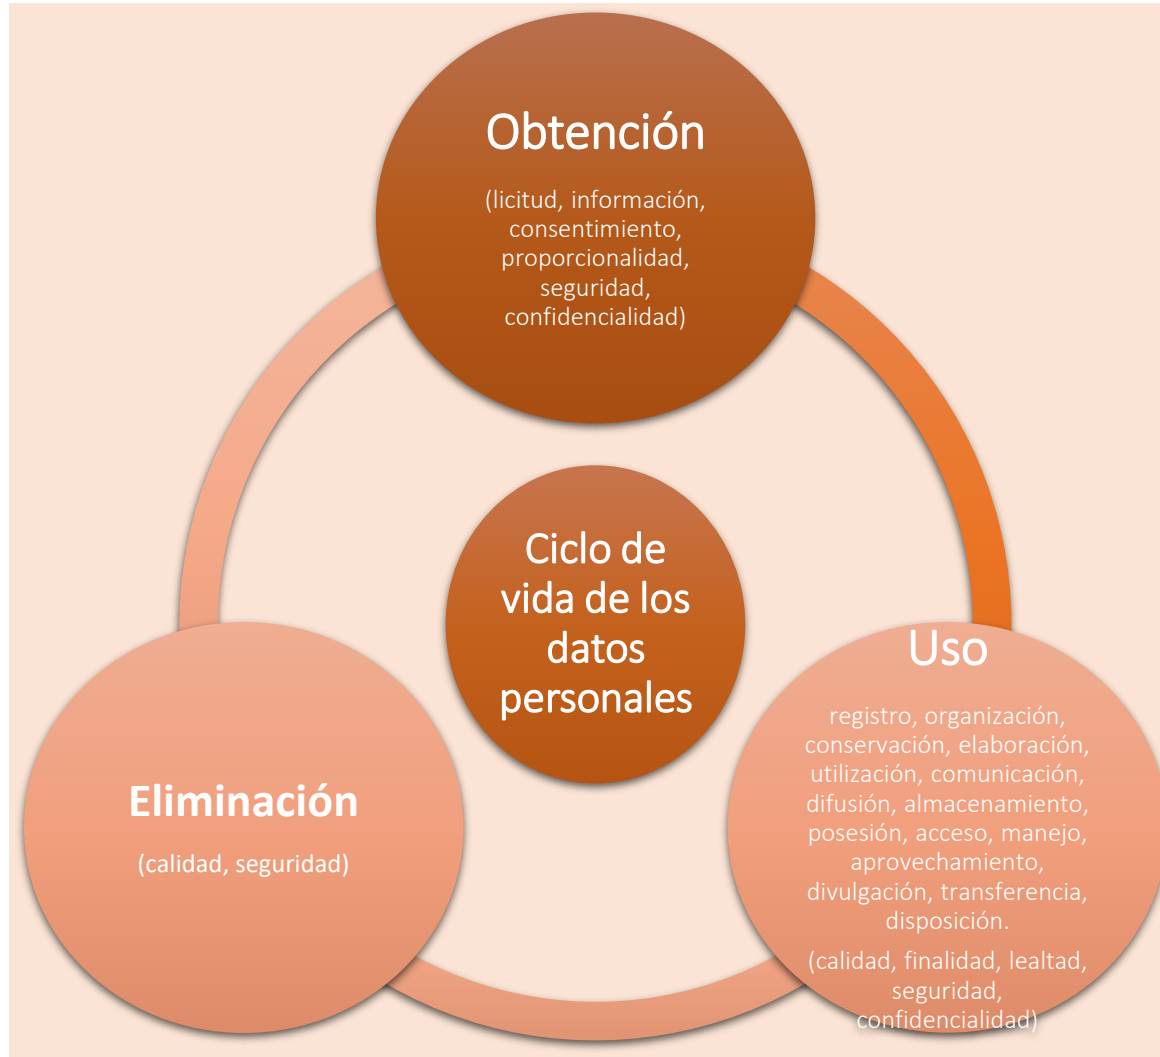 Obtención
(licitud, información,
consentimiento,
proporcionalidad,
seguridad,
confidencialidad)
Ciclo de
vida de los
datos
personales
Uso
registro, organización,
conservación, elaboración,
utilización, comunicación,
difusión, almacenamiento,
posesión, acceso, manejo,
aprovechamiento,
divulgación, transferencia,
disposición.
(calidad, finalidad, lealtad,
seguridad,
confidencialidad)
Eliminación
(calidad, seguridad)